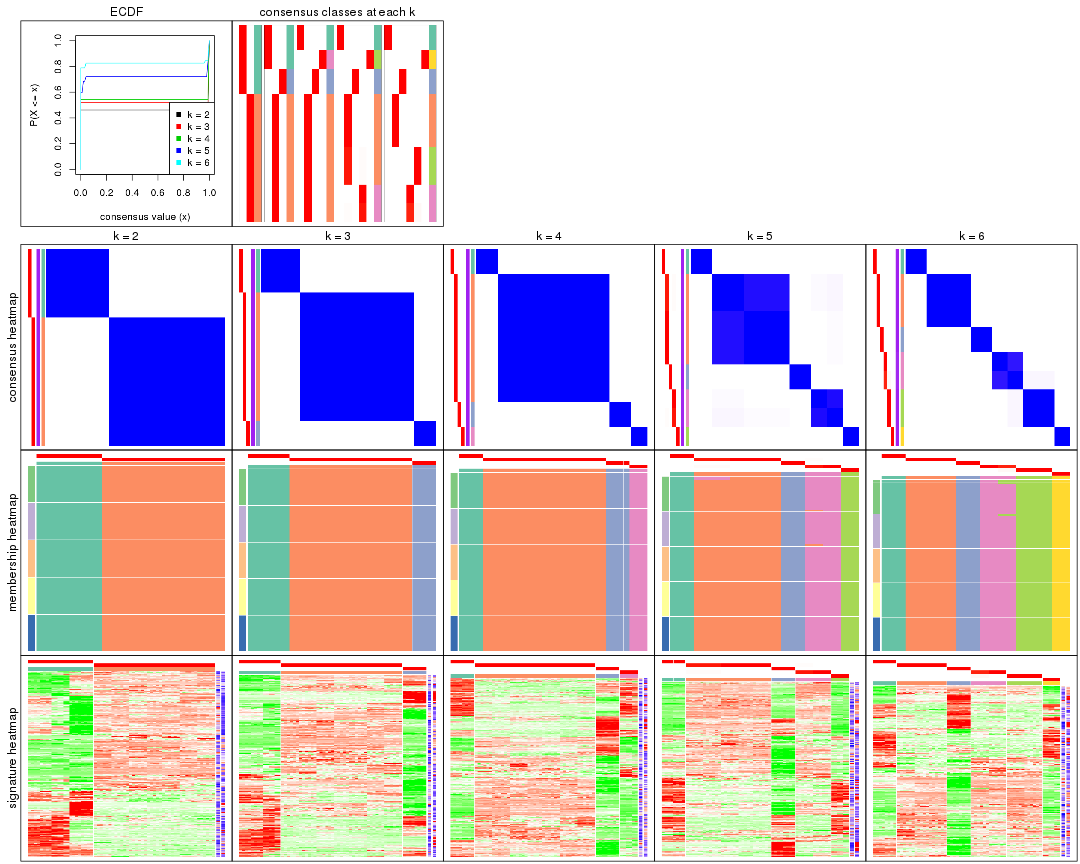 ECDF
consensus classes at each k
P(X <= x)
0.0 0.2 0.4 0.6 0.8 1.0
k = 2
k = 3
k = 4
k = 5
k = 6
0.0 0.2 0.4 0.6 0.8 1.0
consensus value (x)
k = 2 k = 3 k = 4 k = 5 k = 6
consensus heatmap
membership heatmap
signature heatmap